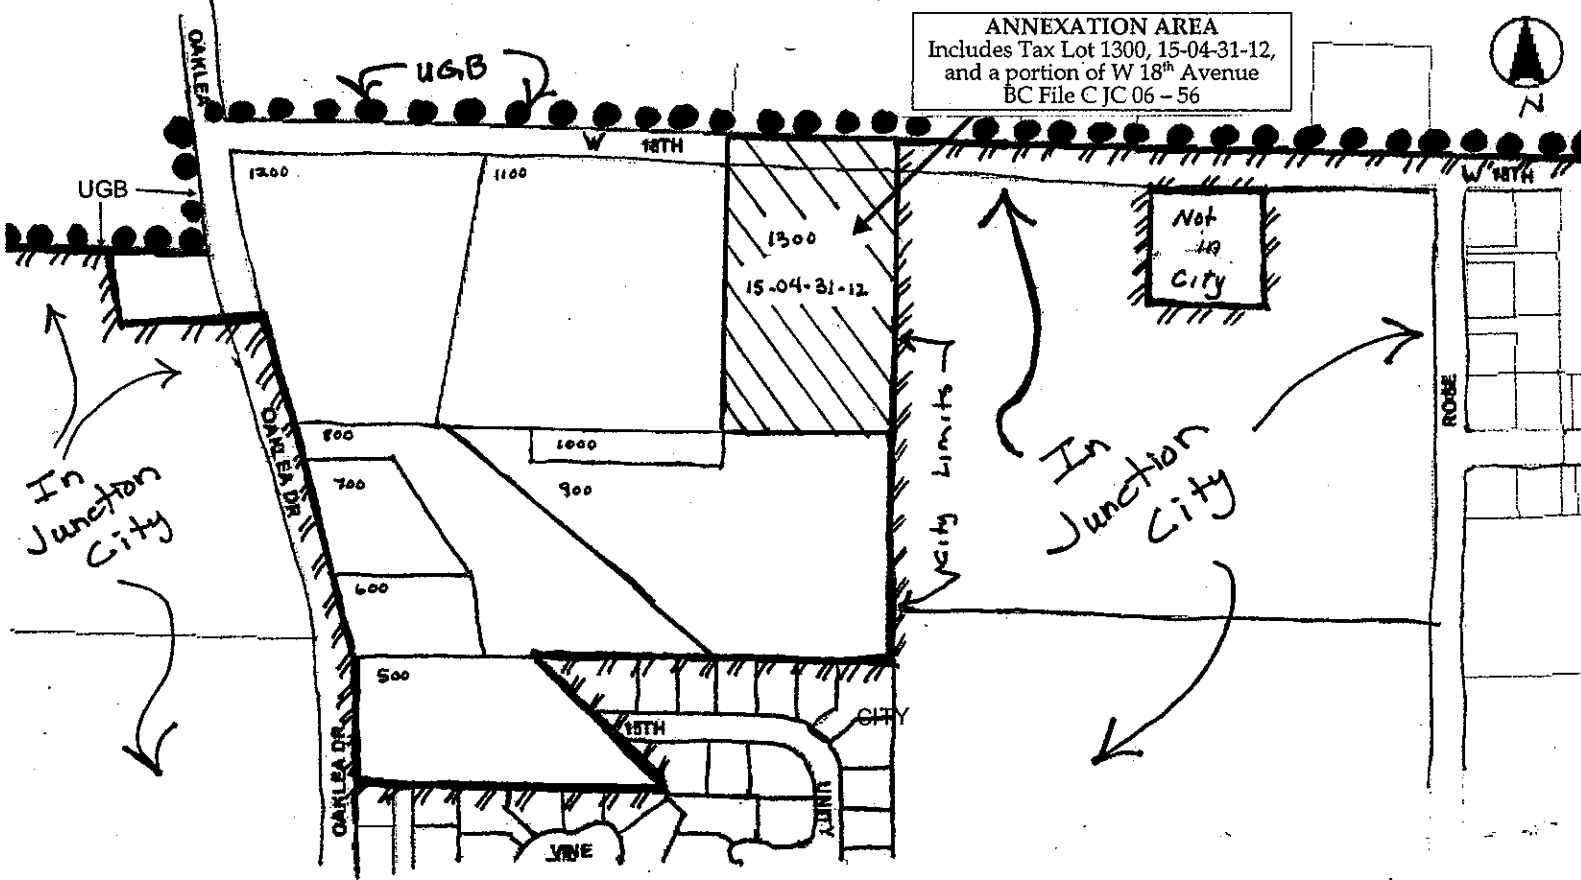 ANNEXATION AREA
Includes Tax Lot 1300, 15-04-31-12,
and a portion of W 18th Avenue
BC File C JC 06 – 56
N
OAKLEA
UGB
W 18TH
W 18TH
1200
1100
UGB
Not
in
City
1300
15-04-31-12
City Limits
ROSE
OAKLEA DR
800
1000
700
900
In
Junction
City
In
Junction
City
600
500
CITY
15TH
OAKLEA DR
UNITY
VINE